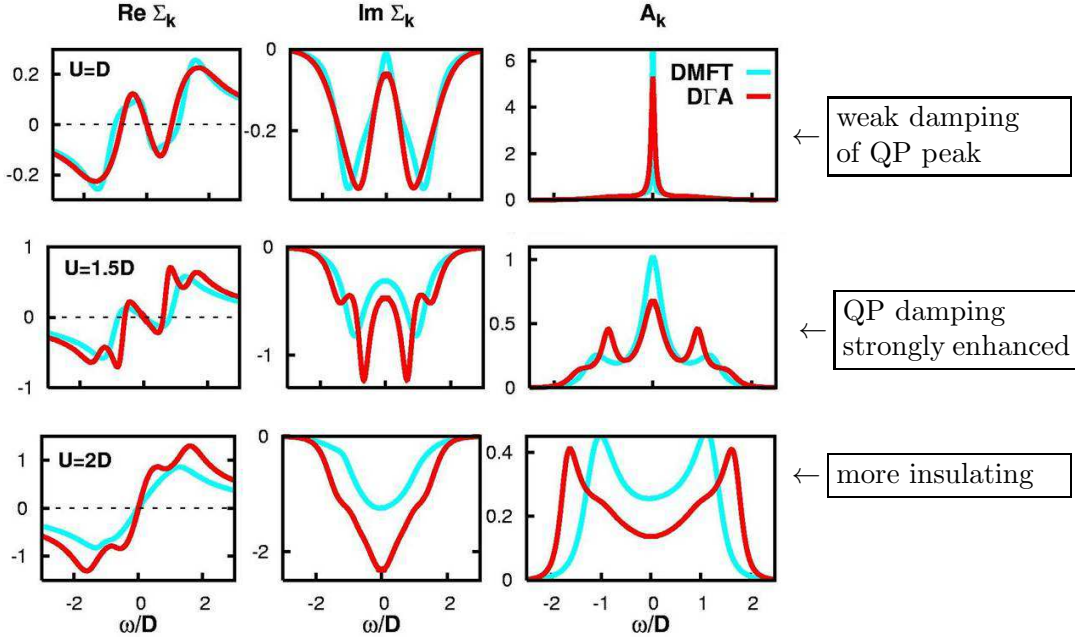 Re Σk Im Σk Ak
0.2
0
-0.2
U=D
0
-0.2
6
4
2
0
DMFT
DΓA
← weak damping
of QP peak
1
0
-1
U=1.5D
0
-1
1
0.5
0
← QP damping
strongly enhanced
1
0
-1
U=2D
0
-2
0.4
0.2
0
← more insulating
-2 0 2
ω/D
-2 0 2
ω/D
-2 -1 0 1 2
ω/D